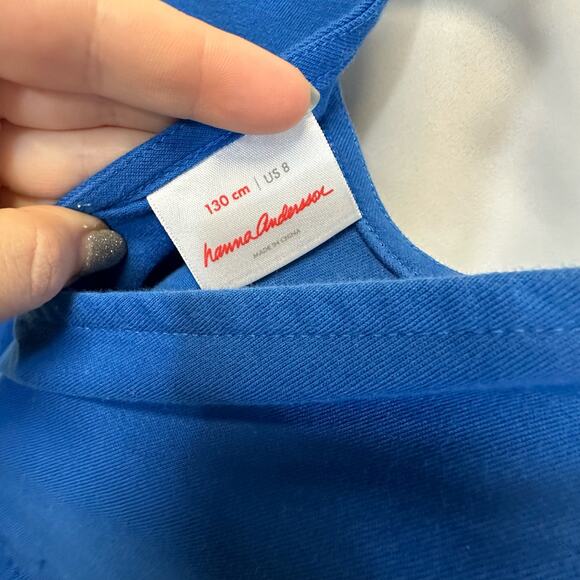 130 cm | US 8
hanna andersson
MADE IN CHINA